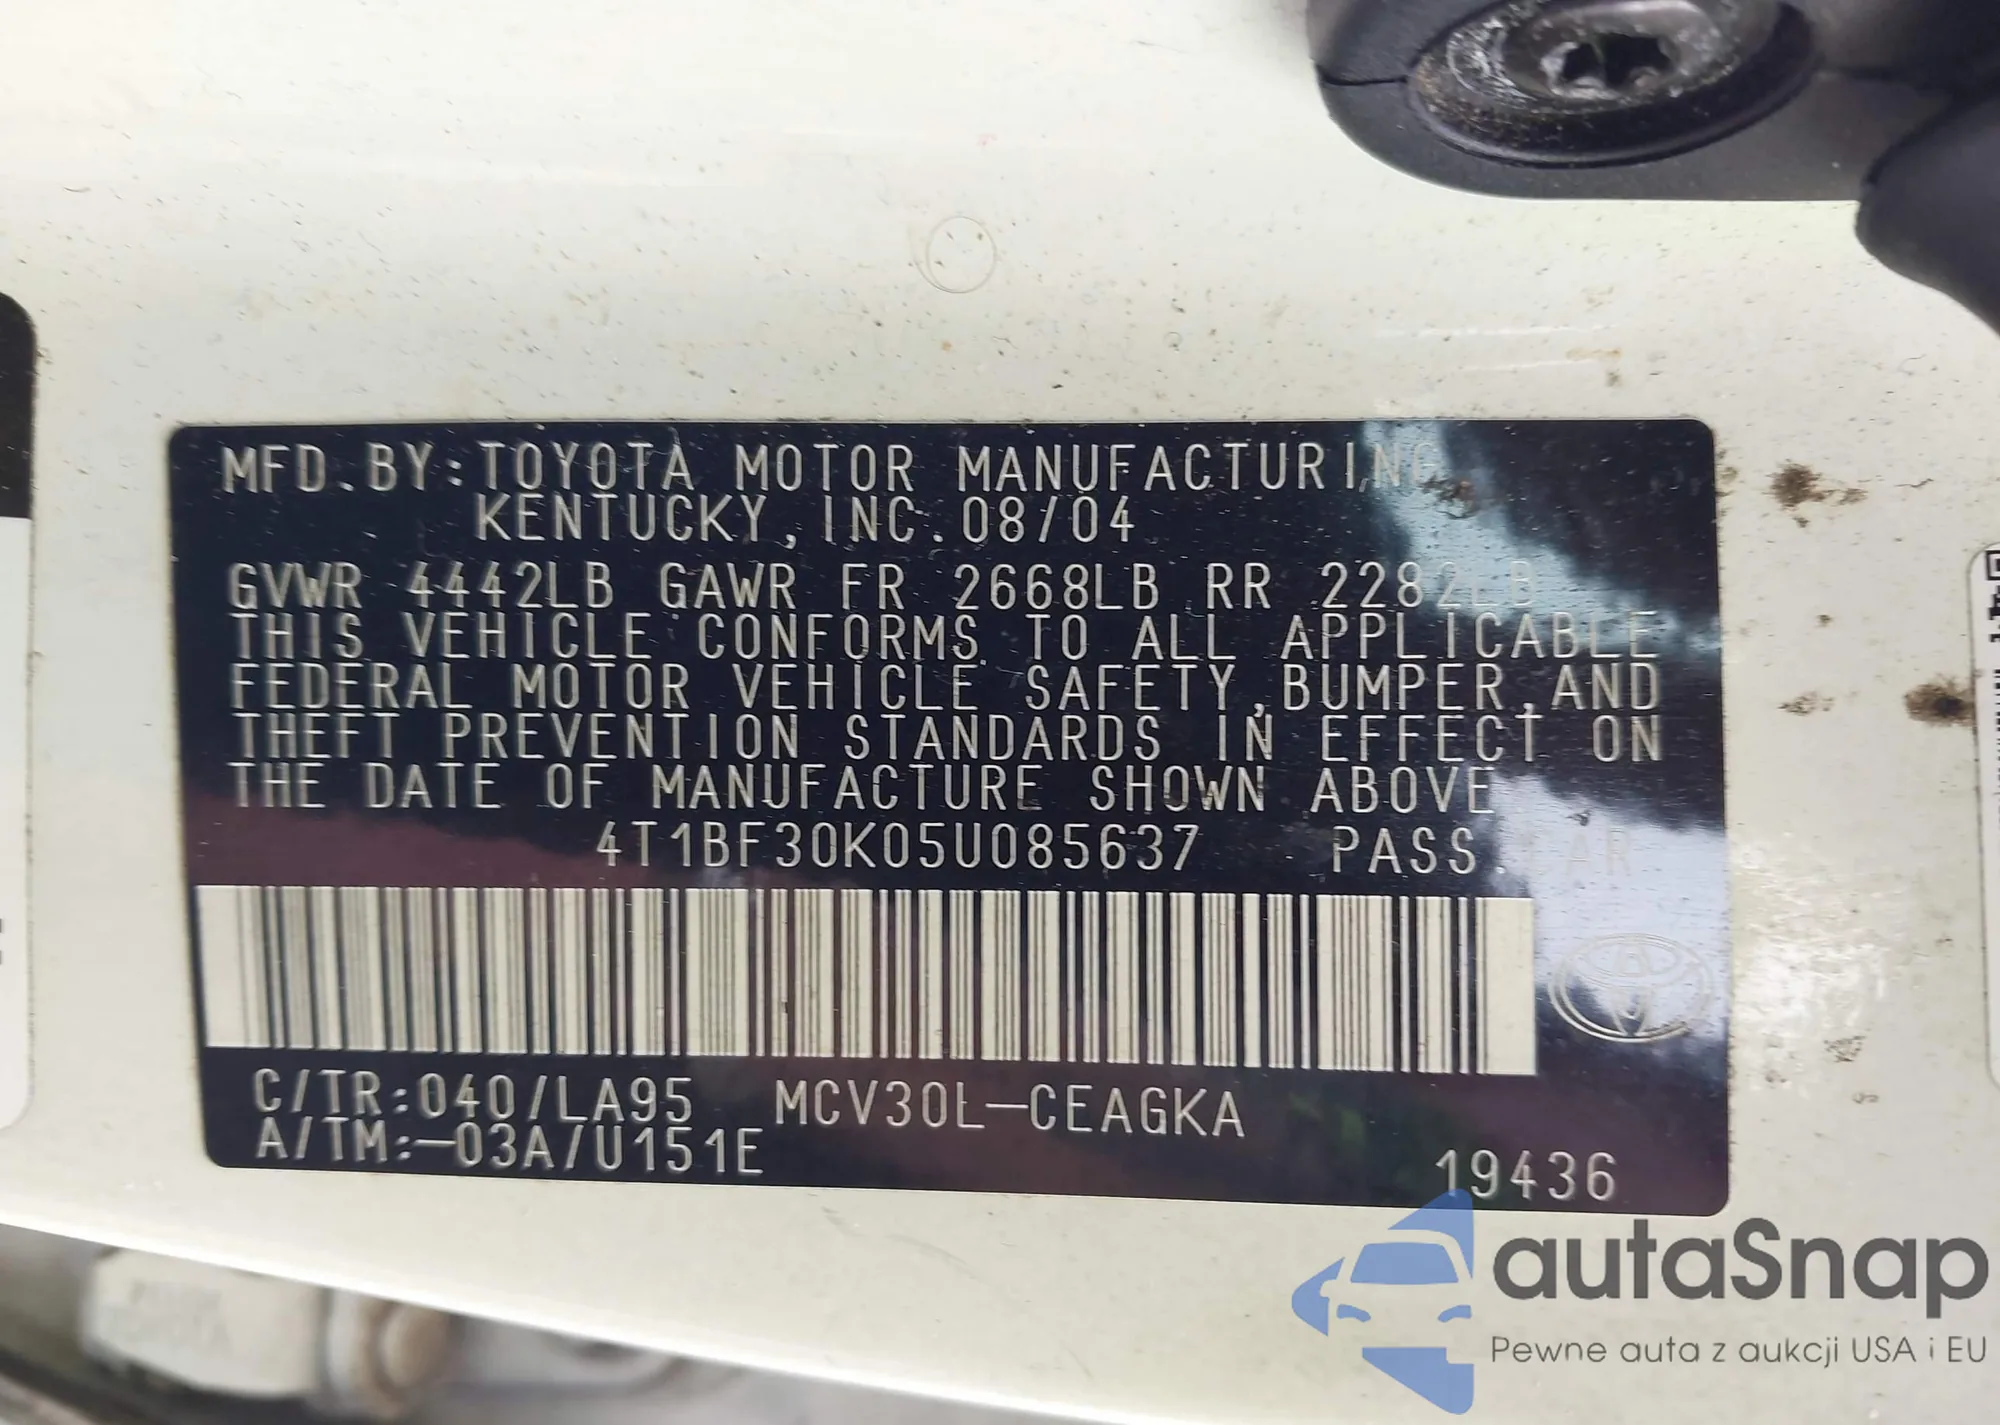 MFD.BY:TOYOTA MOTOR MANUFACTURING
KENTUCKY,INC.08/04
GVWR 4442LB GAWR FR 2668LB RR 2282LB
THIS VEHICLE CONFORMS TO ALL APPLICABLE
FEDERAL MOTOR VEHICLE SAFETY,BUMPER,AND
THEFT PREVENTION STANDARDS IN EFFECT ON
THE DATE OF MANUFACTURE SHOWN ABOVE
4T1BF30K05U085637 PASS.CAR
C/TR:040/LA95 MCV30L-CEAGKA
A/TM:-03A/U151E
19436
autaSnap
Pewne auta z aukcji USA i EU